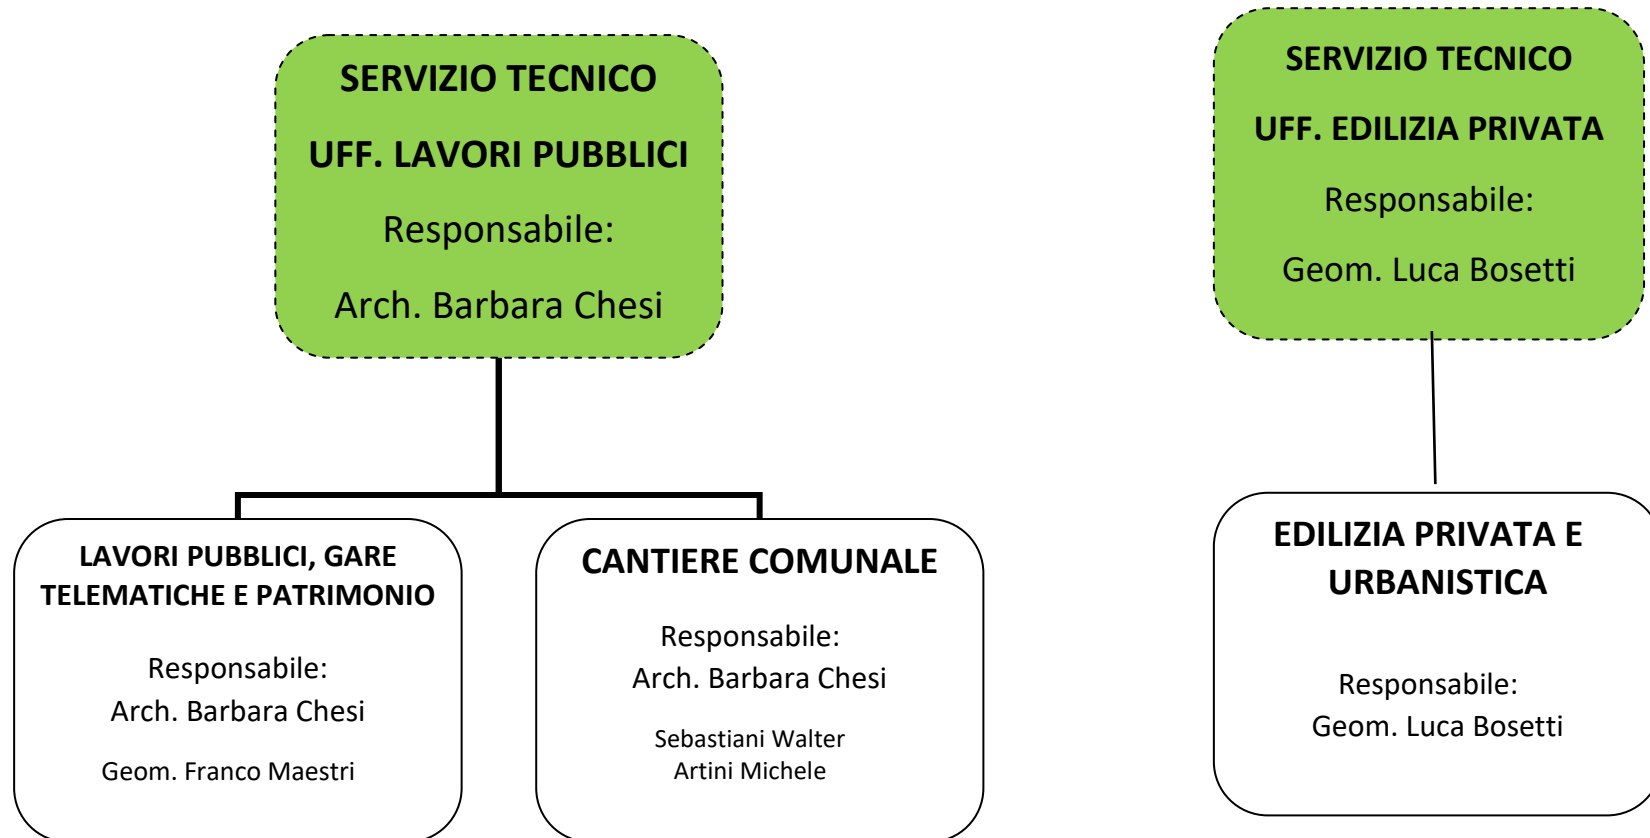 SERVIZIO TECNICO
UFF. LAVORI PUBBLICI
Responsabile:
Arch. Barbara Chesi
SERVIZIO TECNICO
UFF. EDILIZIA PRIVATA
Responsabile:
Geom. Luca Bosetti
LAVORI PUBBLICI, GARE
TELEMATICHE E PATRIMONIO
Responsabile:
Arch. Barbara Chesi
Geom. Franco Maestri
CANTIERE COMUNALE
Responsabile:
Arch. Barbara Chesi
Sebastiani Walter
Artini Michele
EDILIZIA PRIVATA E
URBANISTICA
Responsabile:
Geom. Luca Bosetti